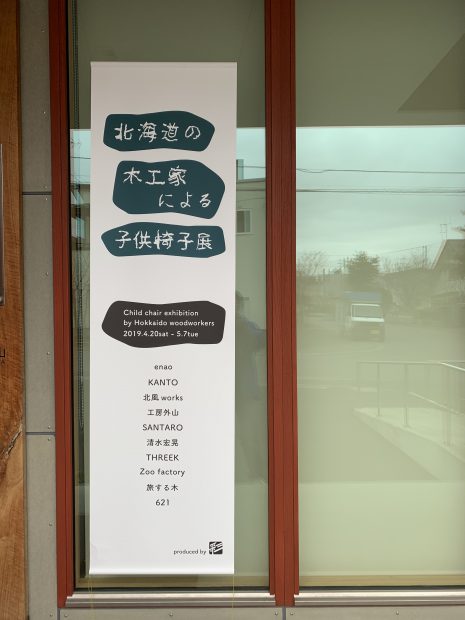 北海道の
木工家
による
子供椅子展
Child chair exhibition
by Hokkaido woodworkers
2019.4.20sat - 5.7tue
enao
KANTO
北風 works
工房外山
SANTARO
清水宏晃
THREEK
Zoo factory
旅する木
621
produced by